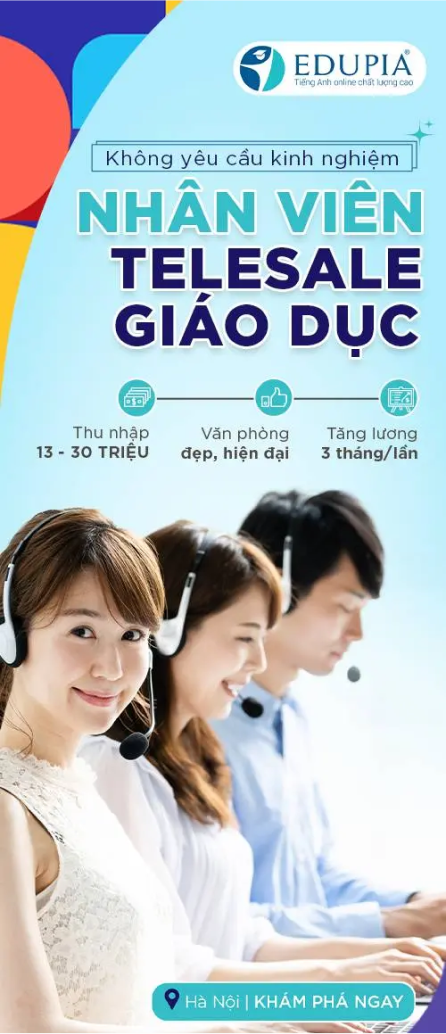 EDUPIA®
Tiếng Anh online chất lượng cao
Không yêu cầu kinh nghiệm
NHÂN VIÊN
TELESALE
GIÁO DỤC
Thu nhập
13 - 30 TRIỆU
Văn phòng
đẹp, hiện đại
Tăng lương
3 tháng/lần
Hà Nội | KHÁM PHÁ NGAY